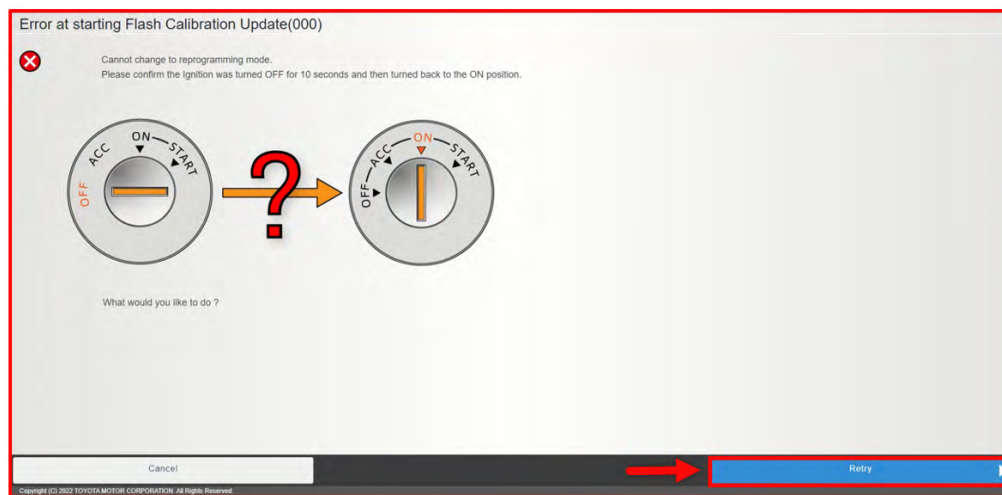 Error at starting Flash Calibration Update(000)
Cannot change to reprogramming mode.
Please confirm the Ignition was turned OFF for 10 seconds and then turned back to the ON position.
OFF ACC ON START
?
OFF ACC ON START
What would you like to do ?
Cancel
Retry
Copyright (C) 2022 TOYOTA MOTOR CORPORATION. All Rights Reserved.